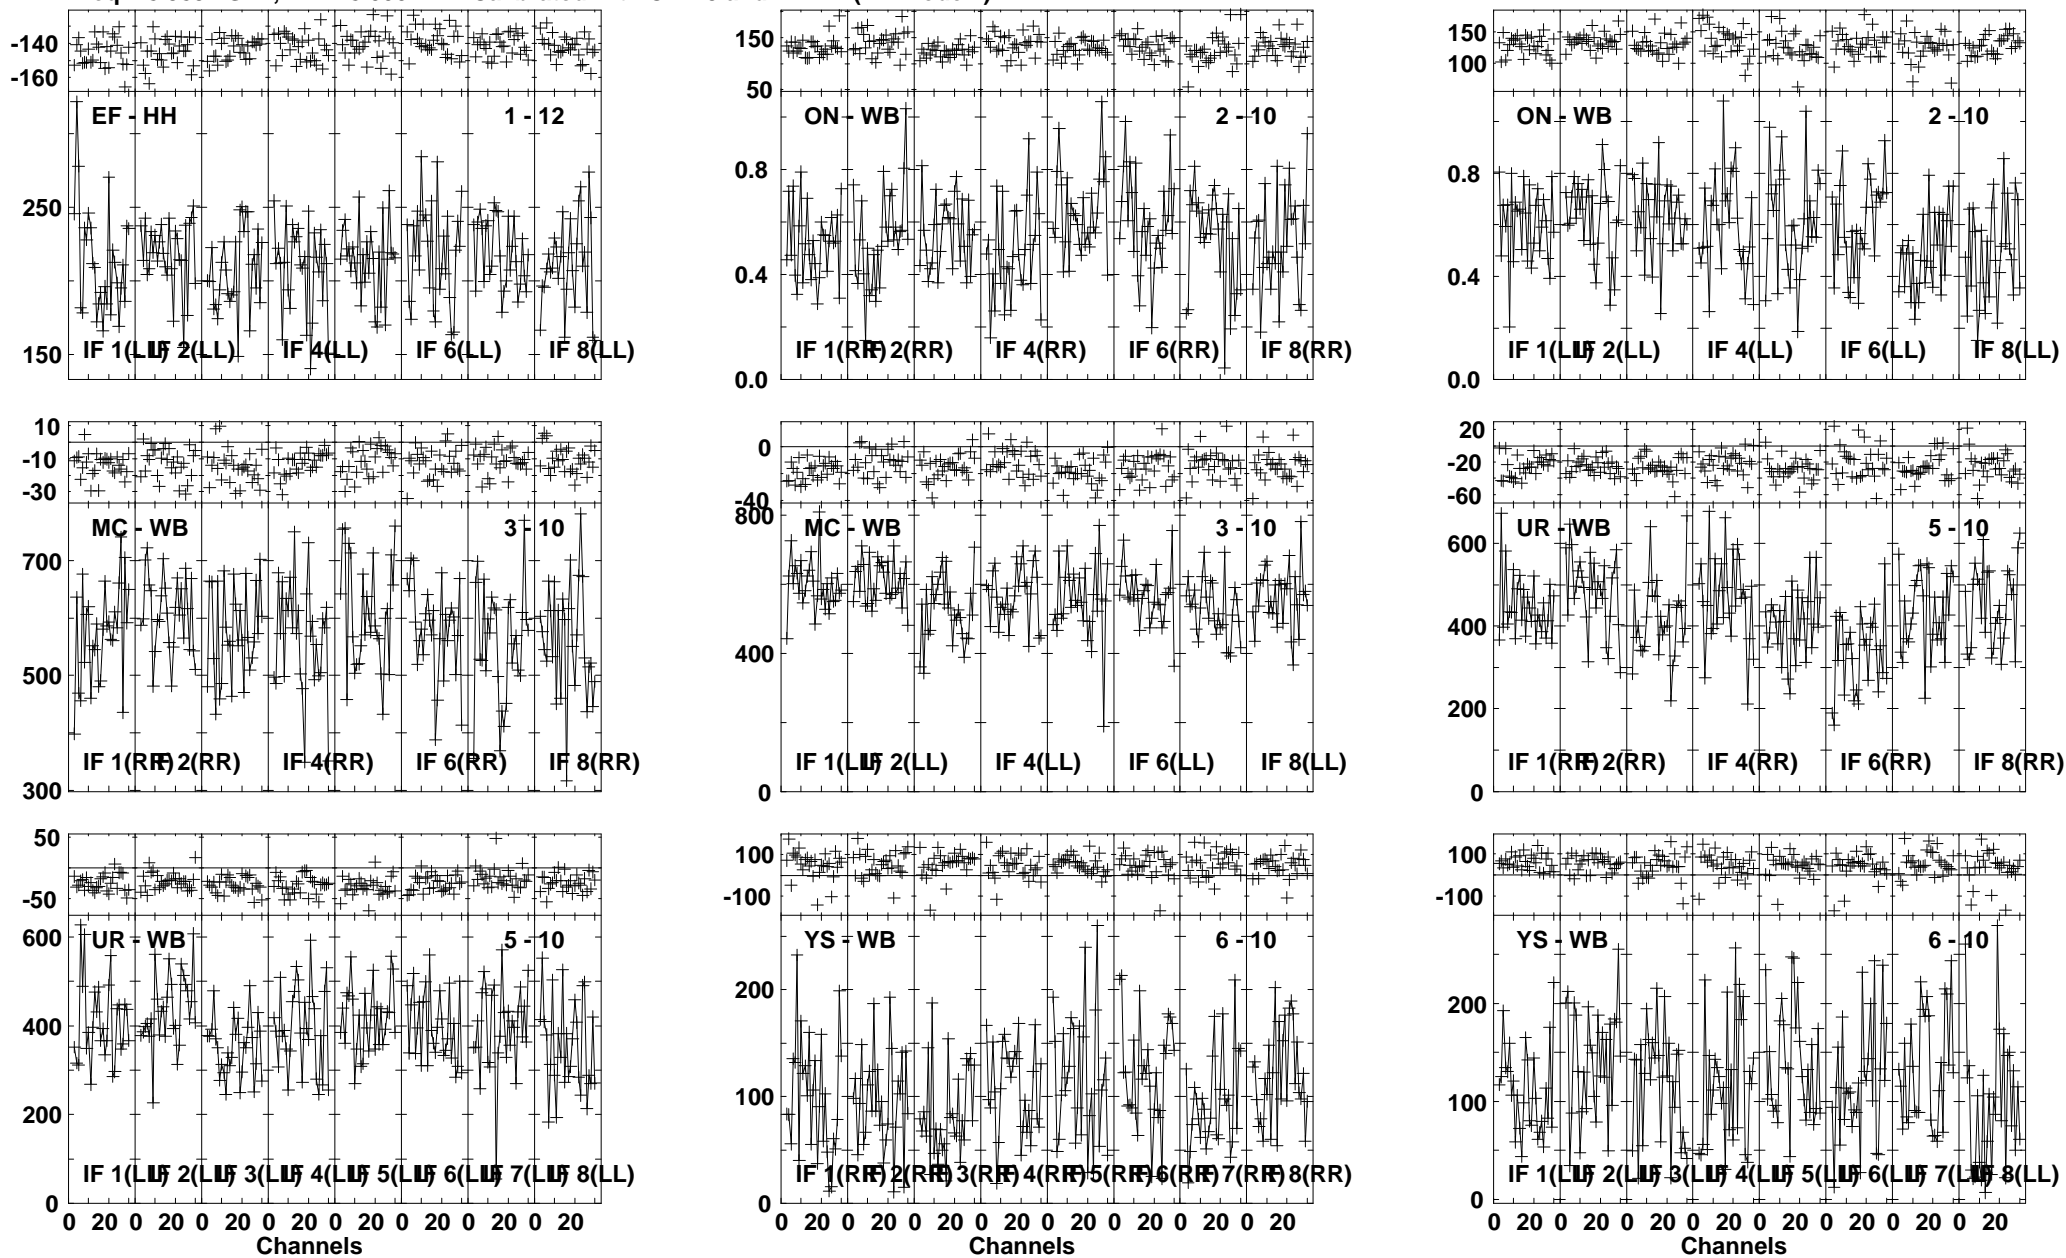 -140
-160
EF - HH 1 - 12
250
150
IF 1(LL) IF 2(LL) IF 4(LL) IF 6(LL) IF 8(LL)
150
50
ON - WB 2 - 10
0.8
0.4
0.0
IF 1(RR) IF 2(RR) IF 4(RR) IF 6(RR) IF 8(RR)
150
100
ON - WB 2 - 10
0.8
0.4
0.0
IF 1(LL) IF 2(LL) IF 4(LL) IF 6(LL) IF 8(LL)
10
-10
-30
MC - WB 3 - 10
700
500
300
IF 1(RR) IF 2(RR) IF 4(RR) IF 6(RR) IF 8(RR)
0
-40
800
MC - WB 3 - 10
400
0
IF 1(LL) IF 2(LL) IF 4(LL) IF 6(LL) IF 8(LL)
20
-20
-60
UR - WB 5 - 10
600
400
200
0
IF 1(RR) IF 2(RR) IF 4(RR) IF 6(RR) IF 8(RR)
50
-50
UR - WB 5 - 10
600
400
200
0
IF 1(LL) IF 2(LL) IF 3(LL) IF 4(LL) IF 5(LL) IF 6(LL) IF 7(LL) IF 8(LL)
0 20 0 20 0 20 0 20 0 20 0 20 0 20 0 20
Channels
100
-100
YS - WB 6 - 10
200
100
0
IF 1(RR) IF 2(RR) IF 3(RR) IF 4(RR) IF 5(RR) IF 6(RR) IF 7(RR) IF 8(RR)
0 20 0 20 0 20 0 20 0 20 0 20 0 20 0 20
Channels
100
-100
YS - WB 6 - 10
200
100
0
IF 1(LL) IF 2(LL) IF 3(LL) IF 4(LL) IF 5(LL) IF 6(LL) IF 7(LL) IF 8(LL)
0 20 0 20 0 20 0 20 0 20 0 20 0 20 0 20
Channels